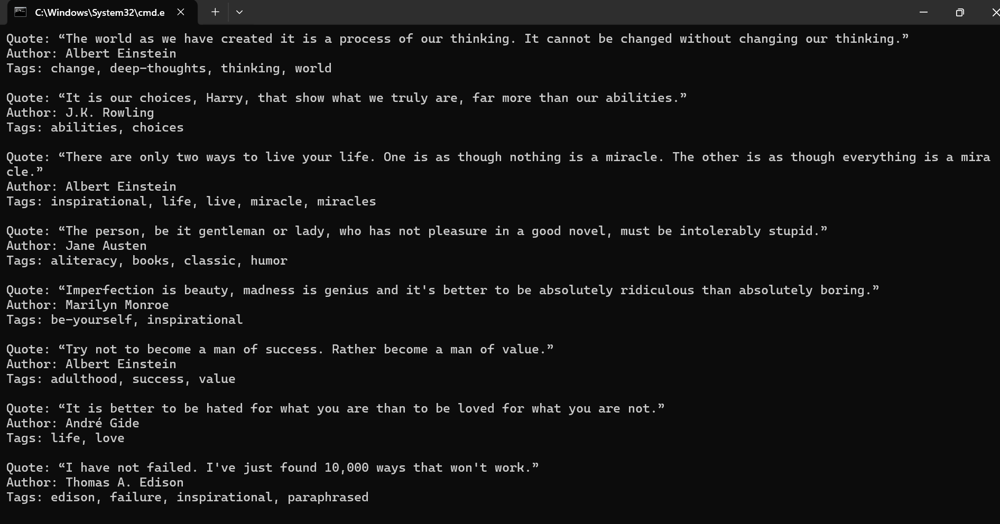 C:\Windows\System32\cmd.e
Quote: “The world as we have created it is a process of our thinking. It cannot be changed without changing our thinking.”
Author: Albert Einstein
Tags: change, deep-thoughts, thinking, world
Quote: “It is our choices, Harry, that show what we truly are, far more than our abilities.”
Author: J.K. Rowling
Tags: abilities, choices
Quote: “There are only two ways to live your life. One is as though nothing is a miracle. The other is as though everything is a mira
cle.”
Author: Albert Einstein
Tags: inspirational, life, live, miracle, miracles
Quote: “The person, be it gentleman or lady, who has not pleasure in a good novel, must be intolerably stupid.”
Author: Jane Austen
Tags: aliteracy, books, classic, humor
Quote: “Imperfection is beauty, madness is genius and it's better to be absolutely ridiculous than absolutely boring.”
Author: Marilyn Monroe
Tags: be-yourself, inspirational
Quote: “Try not to become a man of success. Rather become a man of value.”
Author: Albert Einstein
Tags: adulthood, success, value
Quote: “It is better to be hated for what you are than to be loved for what you are not.”
Author: André Gide
Tags: life, love
Quote: “I have not failed. I've just found 10,000 ways that won't work.”
Author: Thomas A. Edison
Tags: edison, failure, inspirational, paraphrased